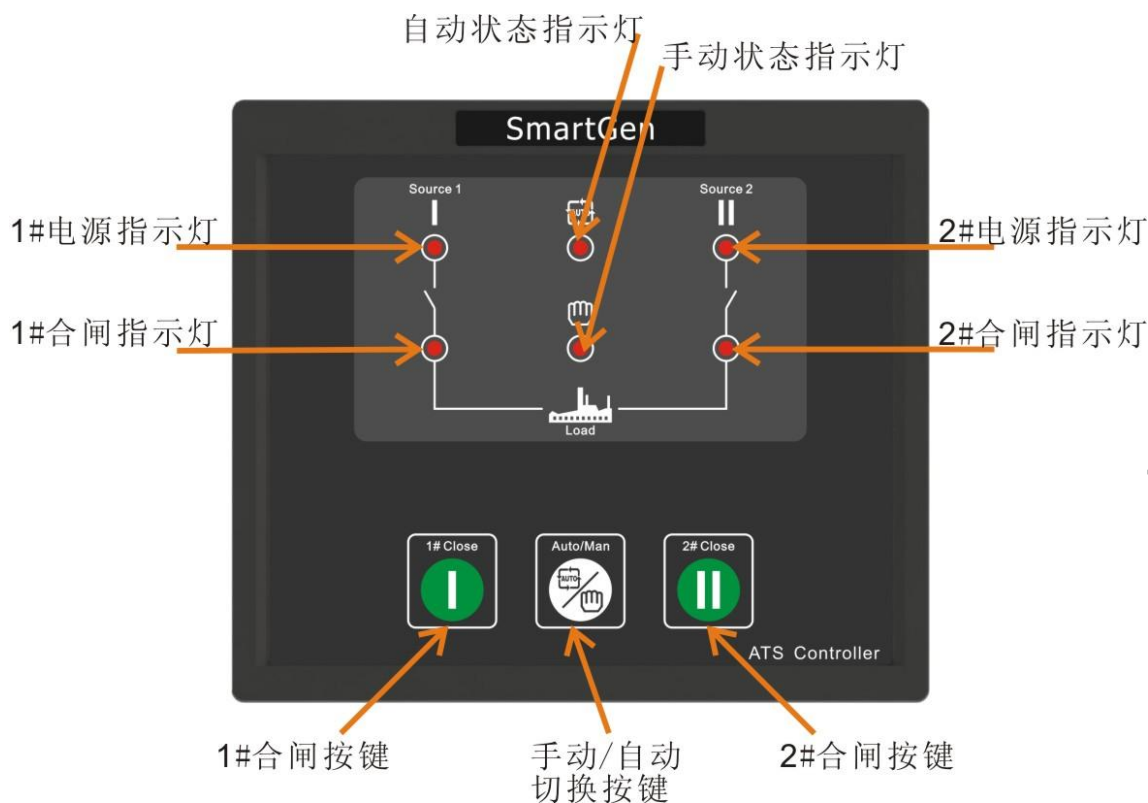 自动状态指示灯
手动状态指示灯
SmartGen
Source 1
Source 2
I
AUTO
II
1#电源指示灯
2#电源指示灯
1#合闸指示灯
2#合闸指示灯
Load
1# Close
Auto/Man
2# Close
I
AUTO
II
ATS Controller
1#合闸按键
手动/自动
切换按键
2#合闸按键